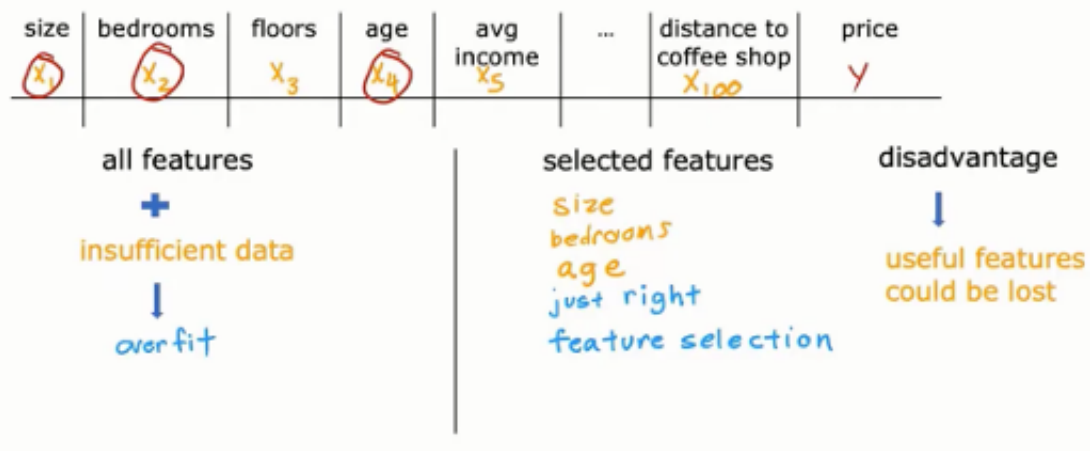 size bedrooms floors age avg income ... distance to coffee shop price
x₁ x₂ x₃ x₄ x₅ x₁₀₀ y
all features
+
insufficient data
overfit
selected features
size
bedrooms
age
just right
feature selection
disadvantage
useful features
could be lost